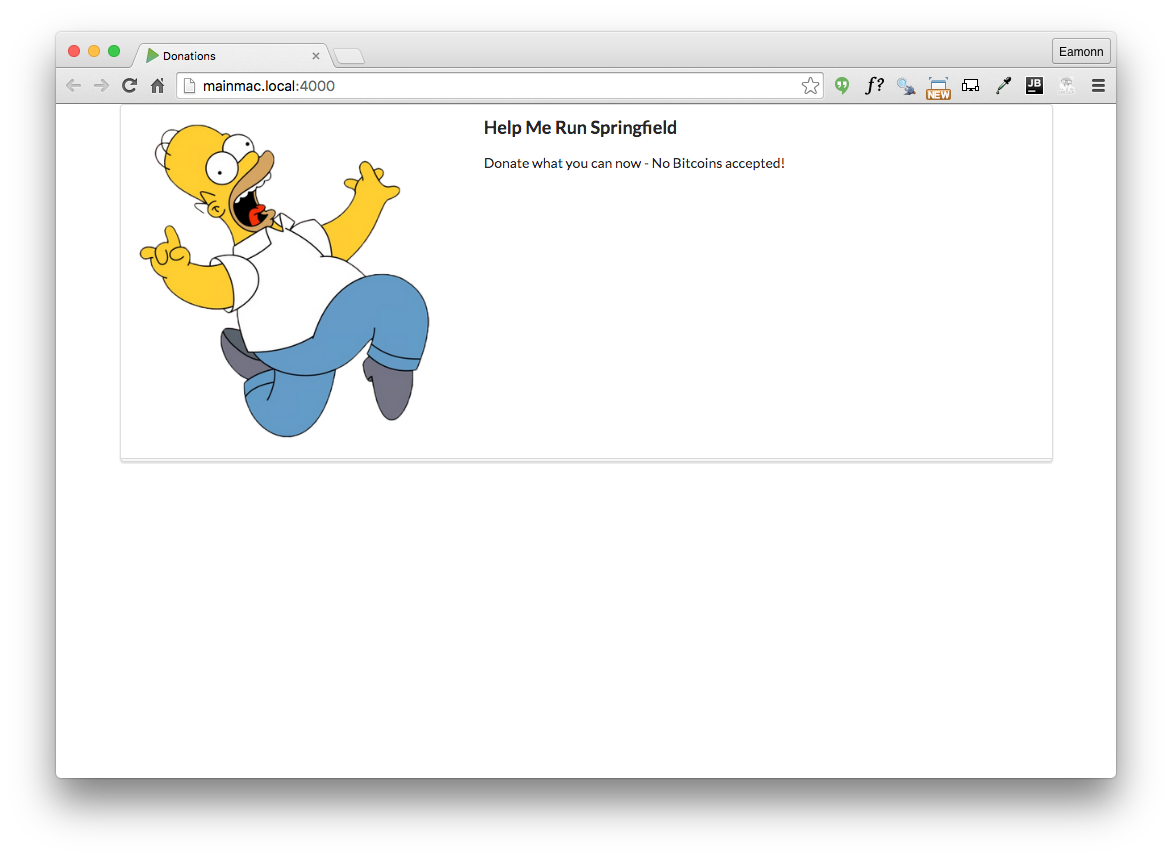 Donations
Eamonn
mainmac.local:4000
f?
NEW
JB
Help Me Run Springfield
Donate what you can now - No Bitcoins accepted!